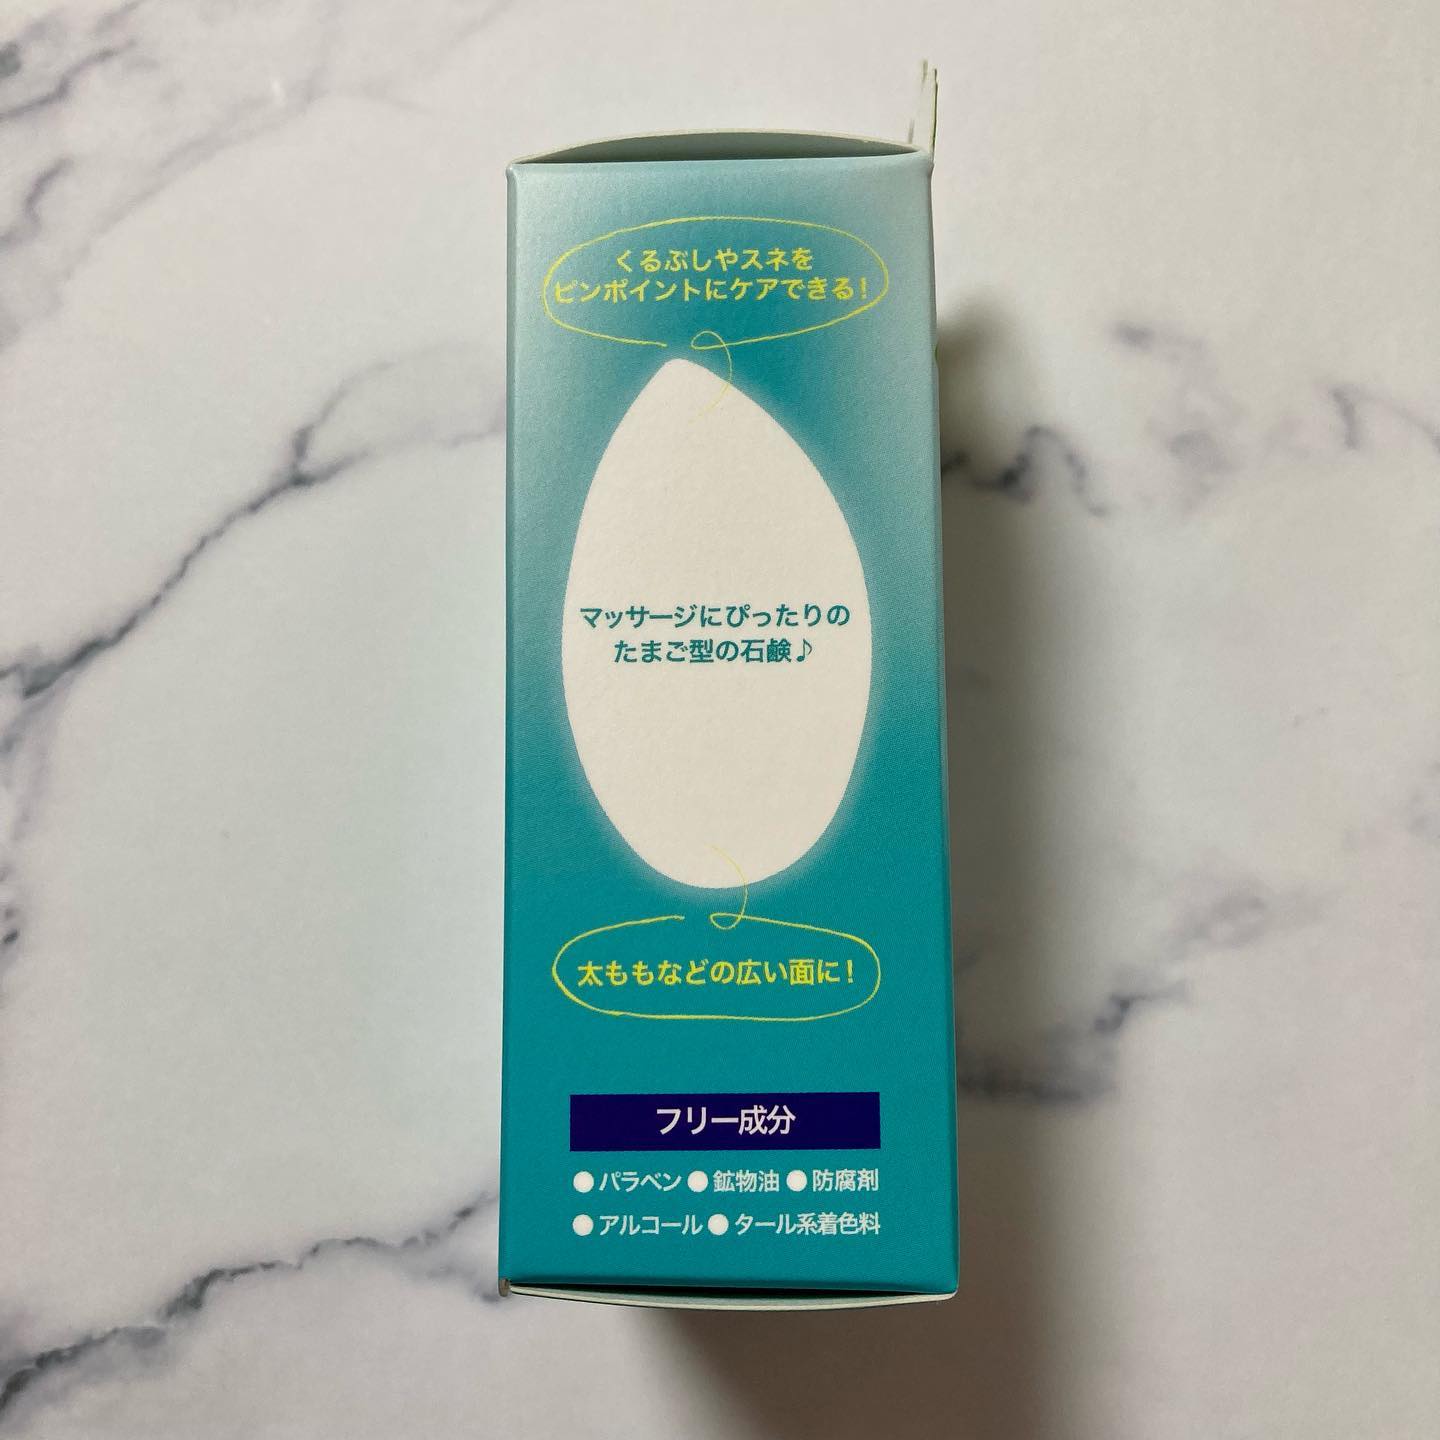 くるぶしやスネを
ピンポイントにケアできる!
マッサージにぴったりの
たまご型の石鹸♪
太ももなどの広い面に!
フリー成分
●パラベン ●鉱物油 ●防腐剤
●アルコール ●タール系着色料